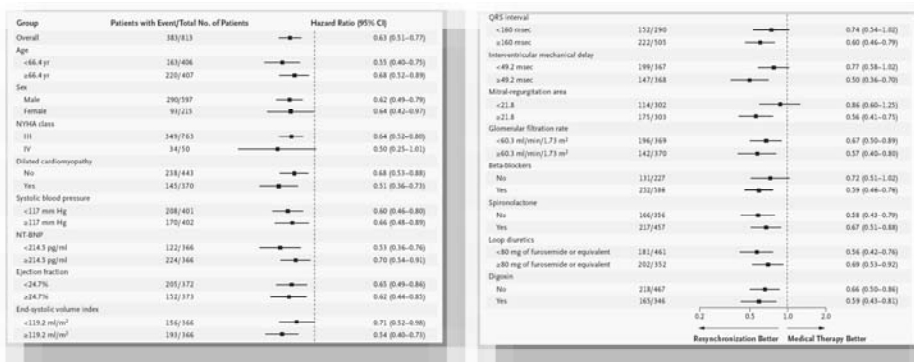 Group Patients with Event/Total No. of Patients Hazard Ratio (95% CI)
Overall 383/813 0.63 (0.51–0.77)
Age
<66.4 yr 163/406 0.55 (0.40–0.75)
≥66.4 yr 220/407 0.68 (0.52–0.89)
Sex
Male 290/597 0.62 (0.49–0.79)
Female 93/215 0.64 (0.42–0.97)
NYHA class
III 349/763 0.64 (0.52–0.80)
IV 34/50 0.50 (0.25–1.01)
Dilated cardiomyopathy
No 238/443 0.68 (0.53–0.88)
Yes 145/370 0.51 (0.36–0.73)
Systolic blood pressure
<117 mm Hg 208/401 0.60 (0.46–0.80)
≥117 mm Hg 170/402 0.66 (0.48–0.89)
NT-BNP
<214.5 pg/ml 122/366 0.53 (0.36–0.76)
≥214.5 pg/ml 224/366 0.70 (0.54–0.91)
Ejection fraction
<24.7% 205/372 0.65 (0.49–0.86)
≥24.7% 152/373 0.62 (0.44–0.85)
End-systolic volume index
<119.2 ml/m² 156/366 0.71 (0.52–0.98)
≥119.2 ml/m² 193/366 0.54 (0.40–0.73)
QRS interval
<160 msec 152/290 0.74 (0.54–1.02)
≥160 msec 222/505 0.60 (0.46–0.79)
Interventricular mechanical delay
<49.2 msec 199/367 0.77 (0.58–1.02)
≥49.2 msec 147/368 0.50 (0.36–0.70)
Mitral-regurgitation area
<21.8 114/302 0.86 (0.60–1.25)
≥21.8 175/303 0.56 (0.41–0.75)
Glomerular filtration rate
<60.3 ml/min/1.73 m² 196/369 0.67 (0.50–0.89)
≥60.3 ml/min/1.73 m² 142/370 0.57 (0.40–0.80)
Beta-blockers
No 131/227 0.72 (0.51–1.02)
Yes 252/586 0.59 (0.46–0.76)
Spironolactone
No 166/356 0.58 (0.43–0.79)
Yes 217/457 0.67 (0.51–0.88)
Loop diuretics
<80 mg of furosemide or equivalent 181/461 0.56 (0.42–0.76)
≥80 mg of furosemide or equivalent 202/352 0.69 (0.53–0.92)
Digoxin
No 218/467 0.66 (0.50–0.86)
Yes 165/346 0.59 (0.43–0.81)
0.2 0.5 1.0 2.0
Resynchronization Better Medical Therapy Better